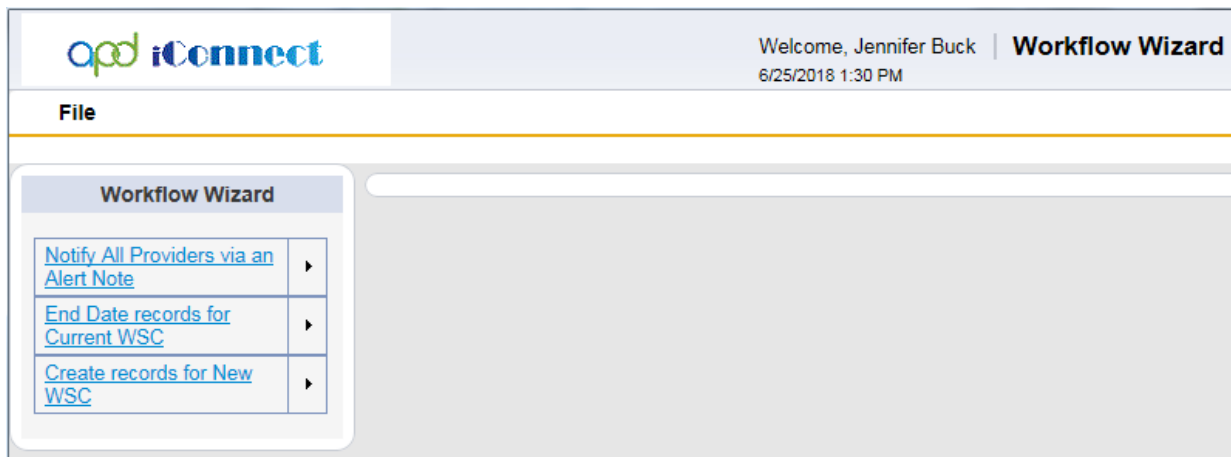 apd iConnect
Welcome, Jennifer Buck | Workflow Wizard
6/25/2018 1:30 PM
File
Workflow Wizard
Notify All Providers via an
Alert Note
End Date records for
Current WSC
Create records for New
WSC